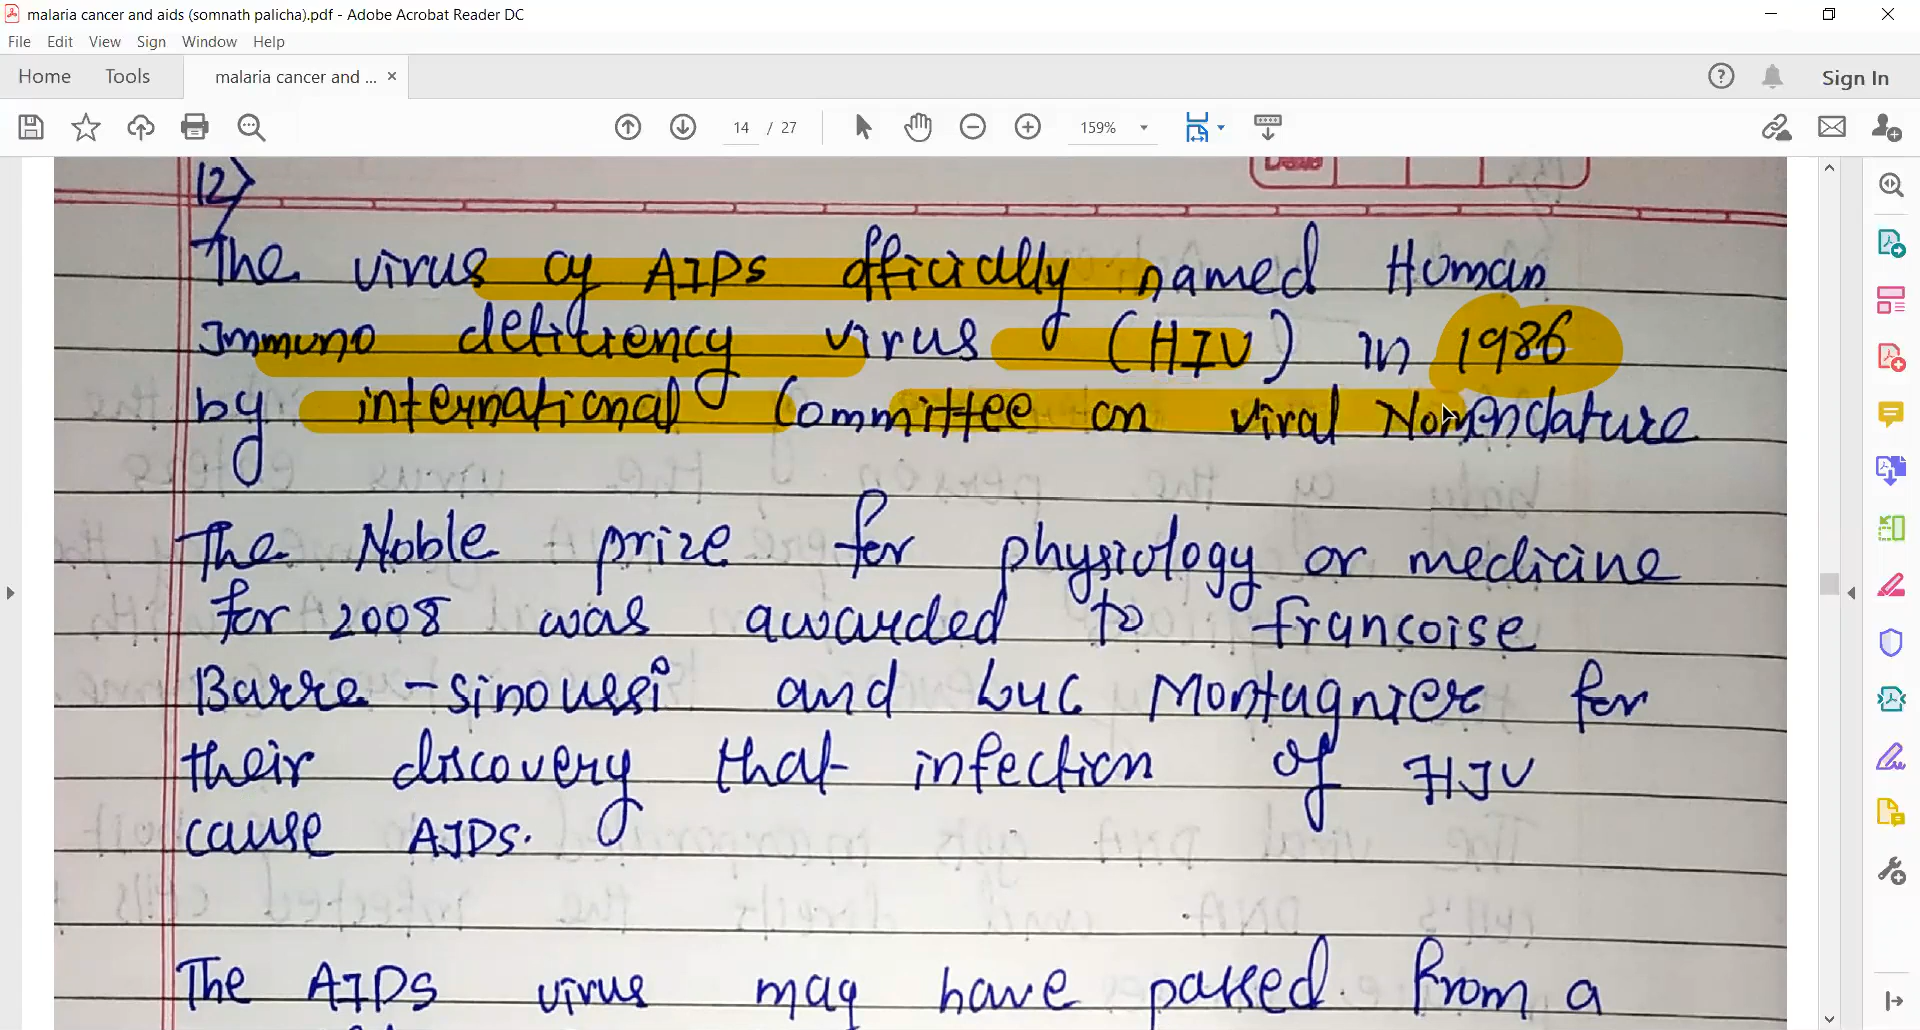 malaria cancer and aids (somnath palicha).pdf - Adobe Acrobat Reader DC
File Edit View Sign Window Help
Home Tools malaria cancer and ... × Sign In
14 / 27 159%
12>
The virus of AIDs officially named Human
Immuno deficiency virus (HIV) in 1986
by international Committee on viral Nomenclature
The Noble prize for physiology or medicine
for 2008 was awarded to francoise
Barre-sinoussi and Luc Montagnier for
their discovery that infection of HIV
cause AIDs.
The AIDs virus may have passed from a